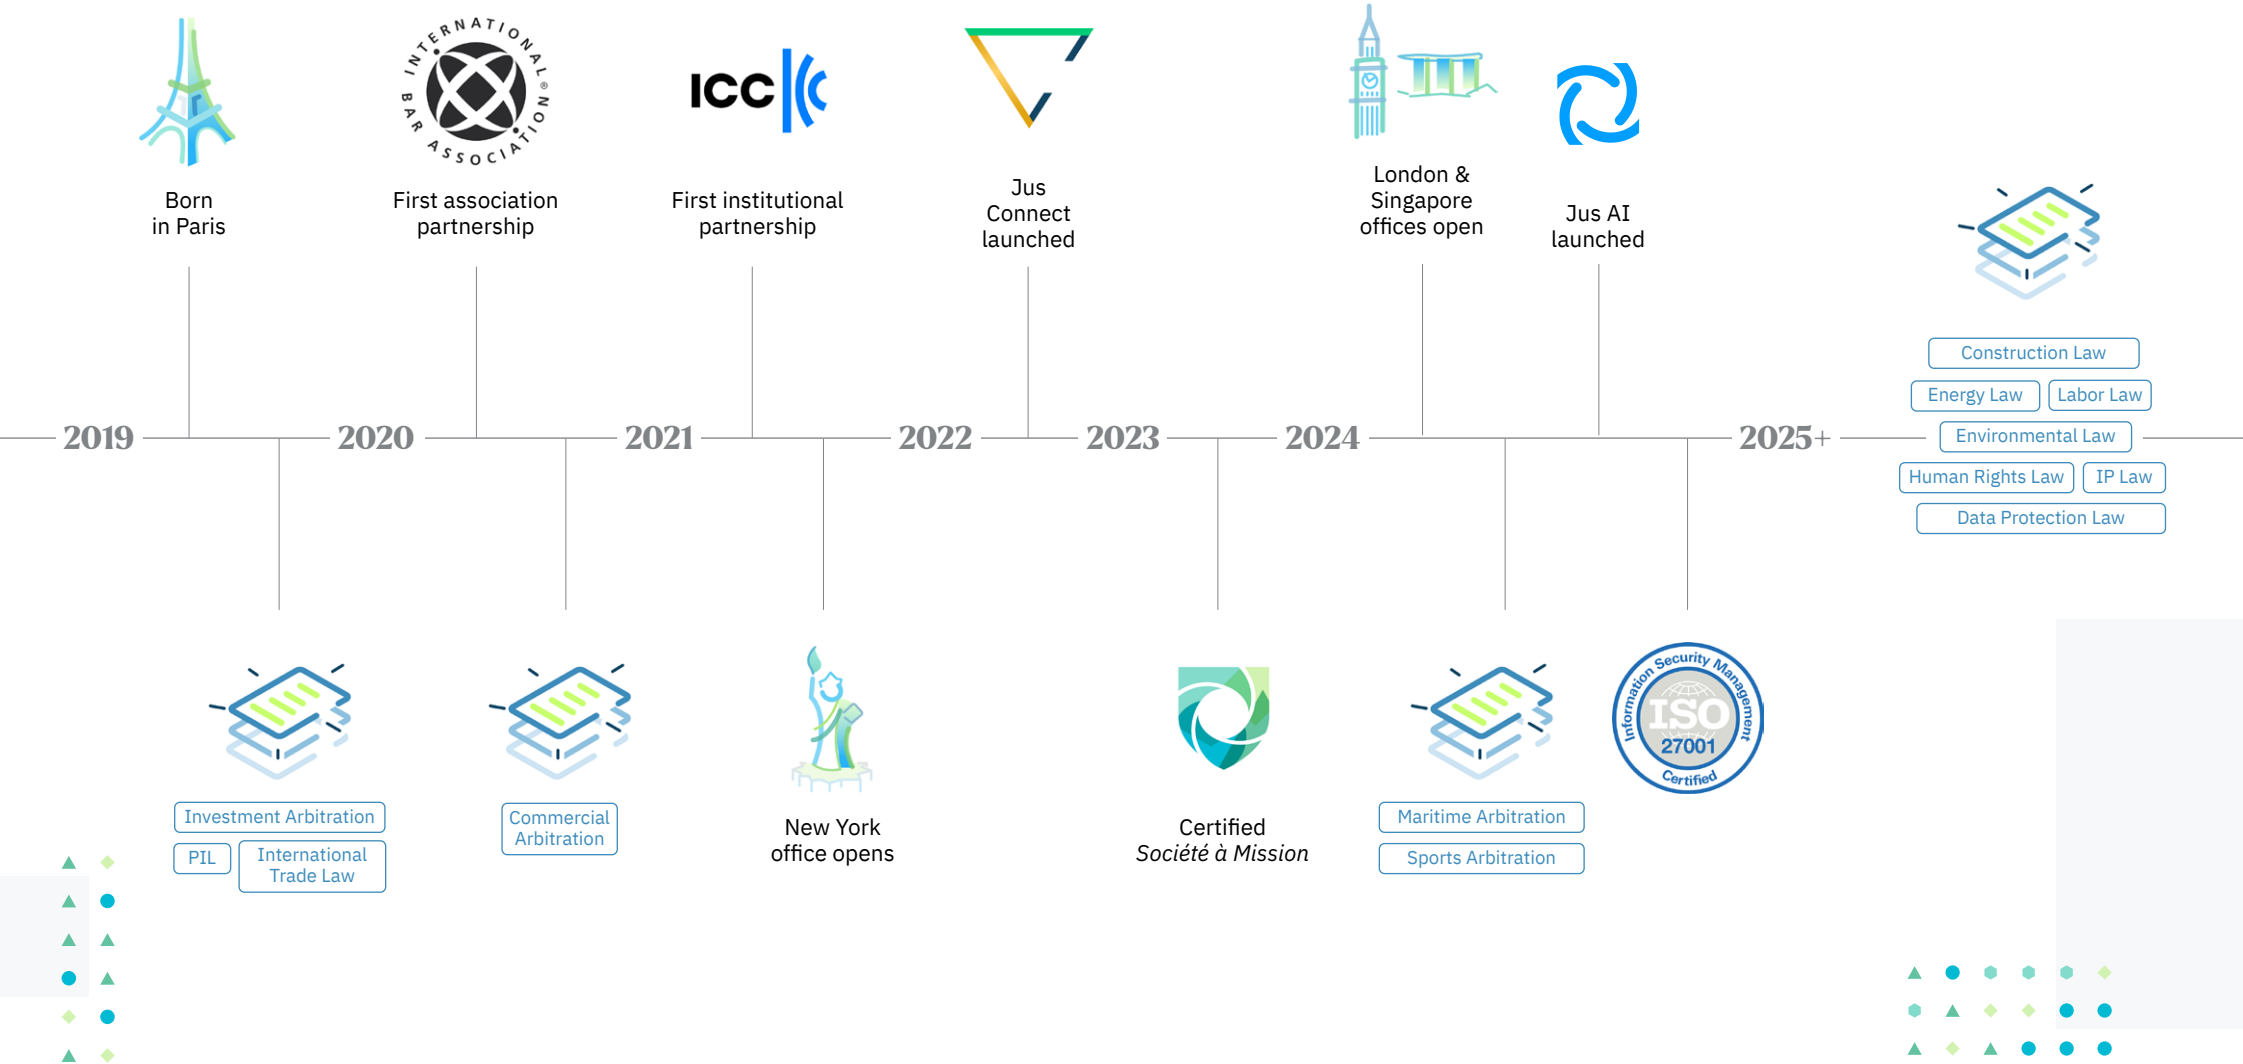 INTERNATIONAL
BAR ASSOCIATION®
ICC
Born
in Paris
First association
partnership
First institutional
partnership
Jus
Connect
launched
London &
Singapore
offices open
Jus AI
launched
2019
2020
2021
2022
2023
2024
2025+
Construction Law
Energy Law
Labor Law
Environmental Law
Human Rights Law
IP Law
Data Protection Law
Investment Arbitration
PIL
International
Trade Law
Commercial
Arbitration
New York
office opens
Certified
Société à Mission
Maritime Arbitration
Sports Arbitration
Information Security Management
ISO
27001
Certified